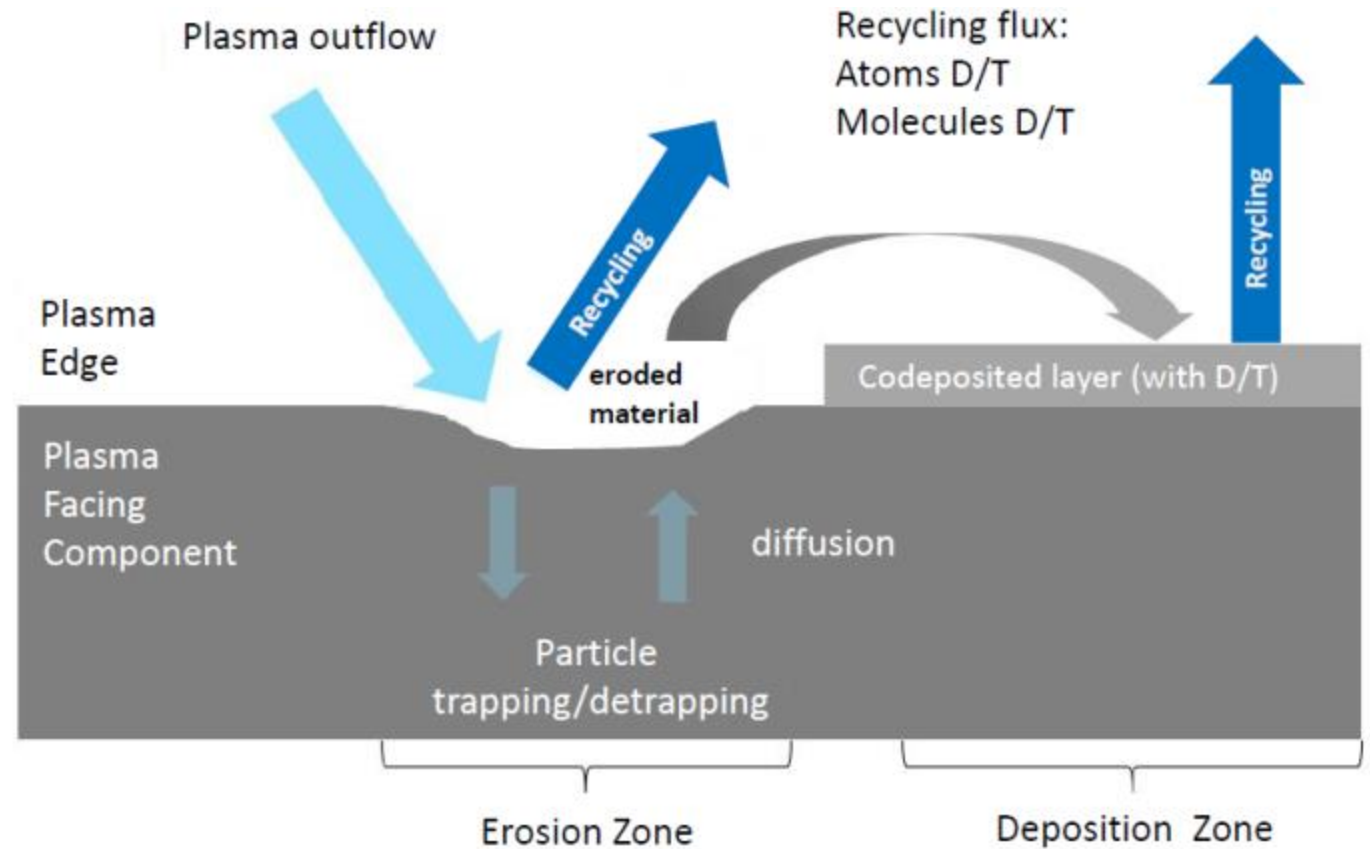 Plasma outflow
Recycling flux:
Atoms D/T
Molecules D/T
Recycling
Recycling
Plasma
Edge
eroded
material
Codeposited layer (with D/T)
Plasma
Facing
Component
diffusion
Particle
trapping/detrapping
Erosion Zone
Deposition Zone